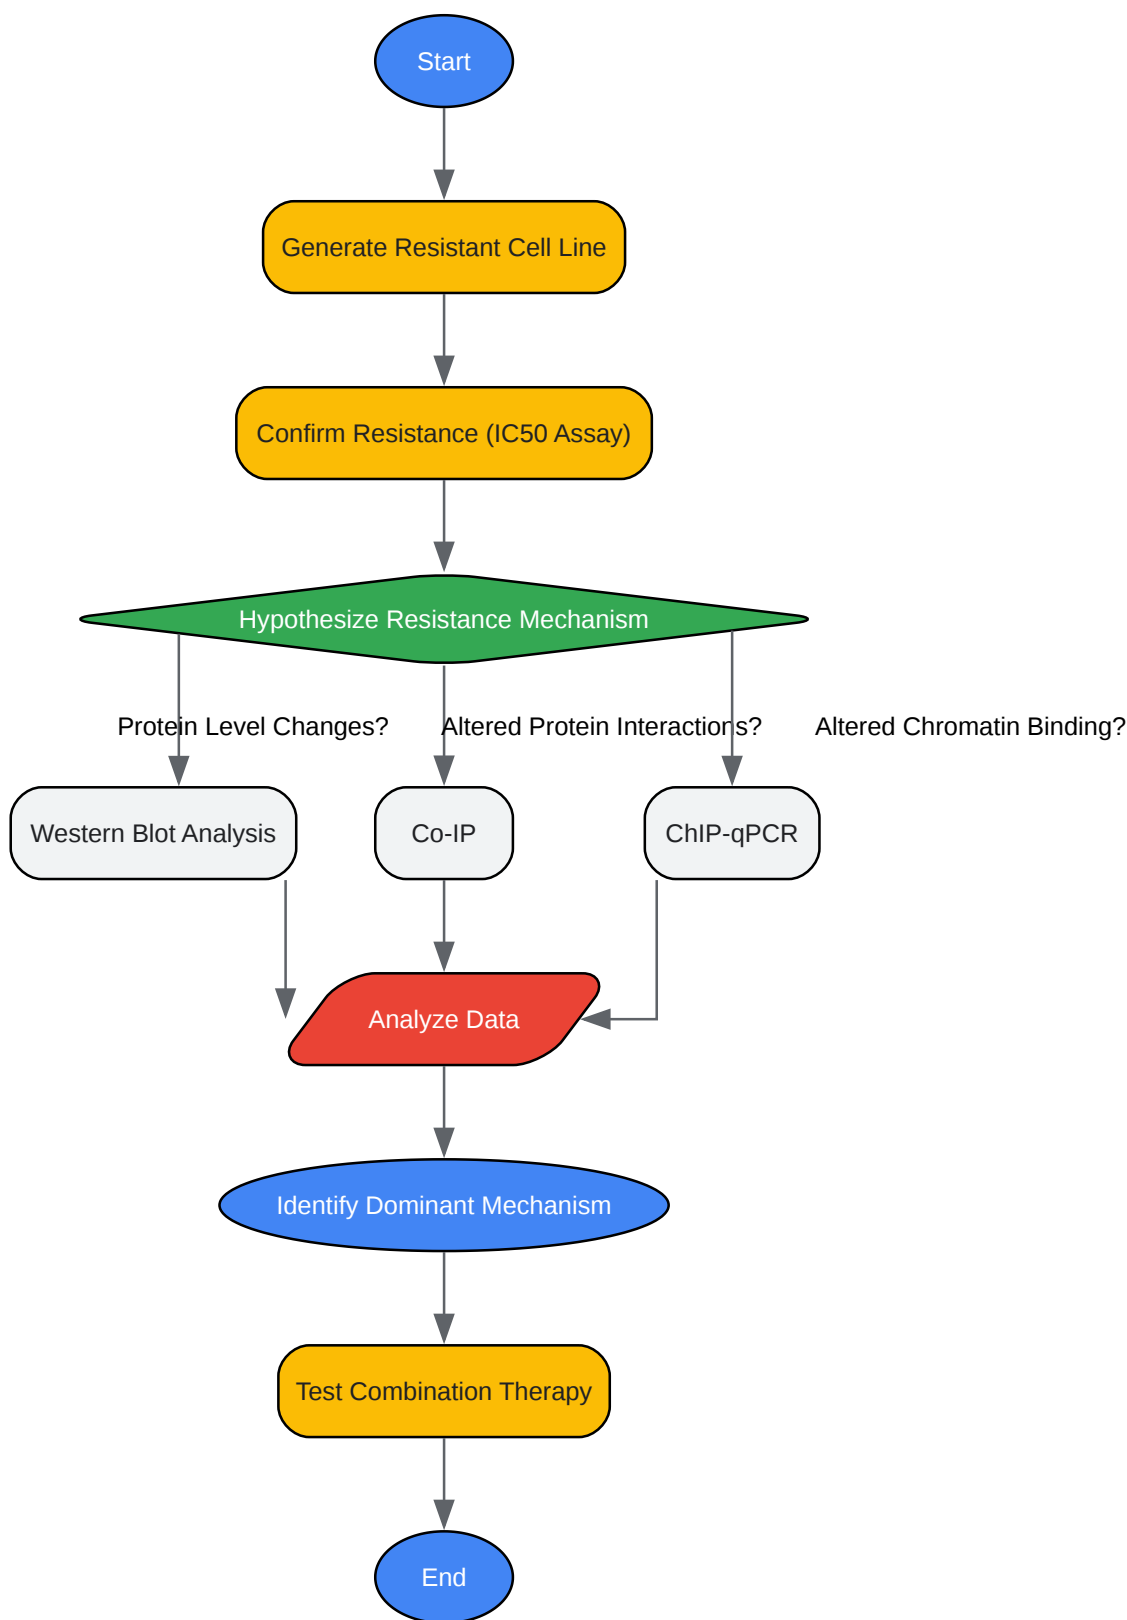 Start
Generate Resistant Cell Line
Confirm Resistance (IC50 Assay)
Hypothesize Resistance Mechanism
Protein Level Changes?
Altered Protein Interactions?
Altered Chromatin Binding?
Western Blot Analysis
Co-IP
ChIP-qPCR
Analyze Data
Identify Dominant Mechanism
Test Combination Therapy
End